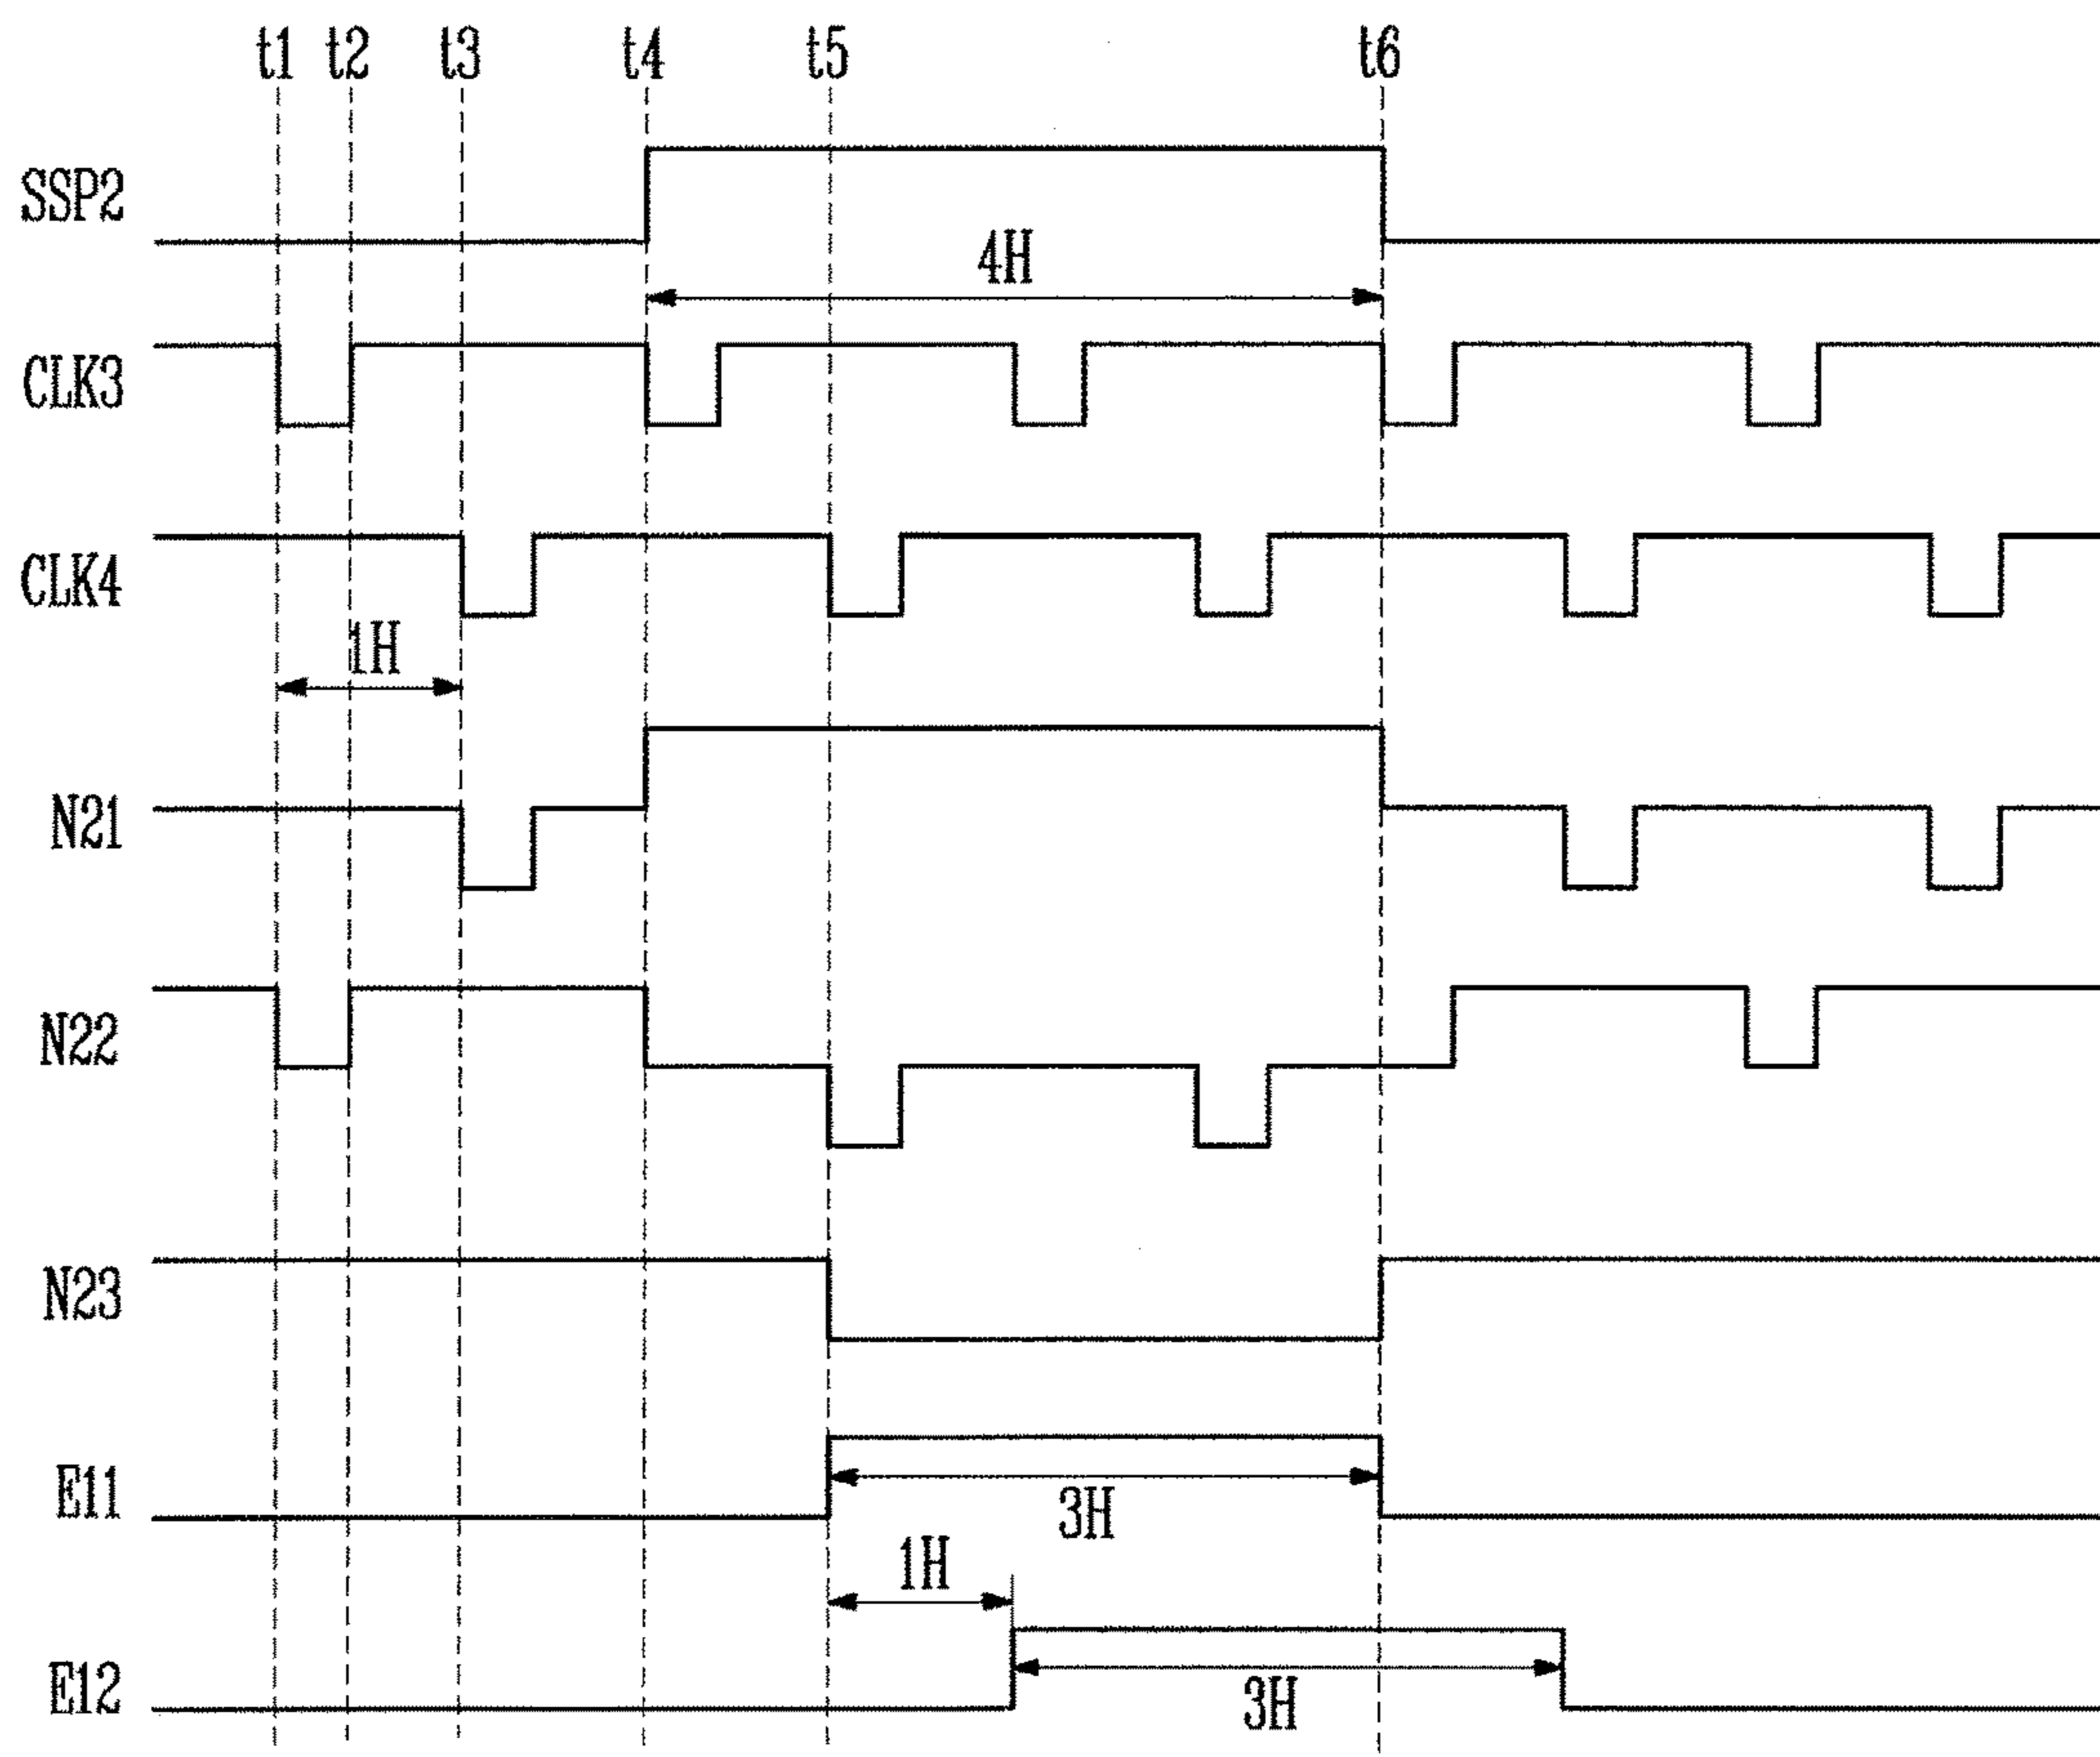 t1 t2 t3 t4 t5 t6
SSP2
4H
CLK3
CLK4
1H
N21
N22
N23
E11
3H
1H
E12
3H